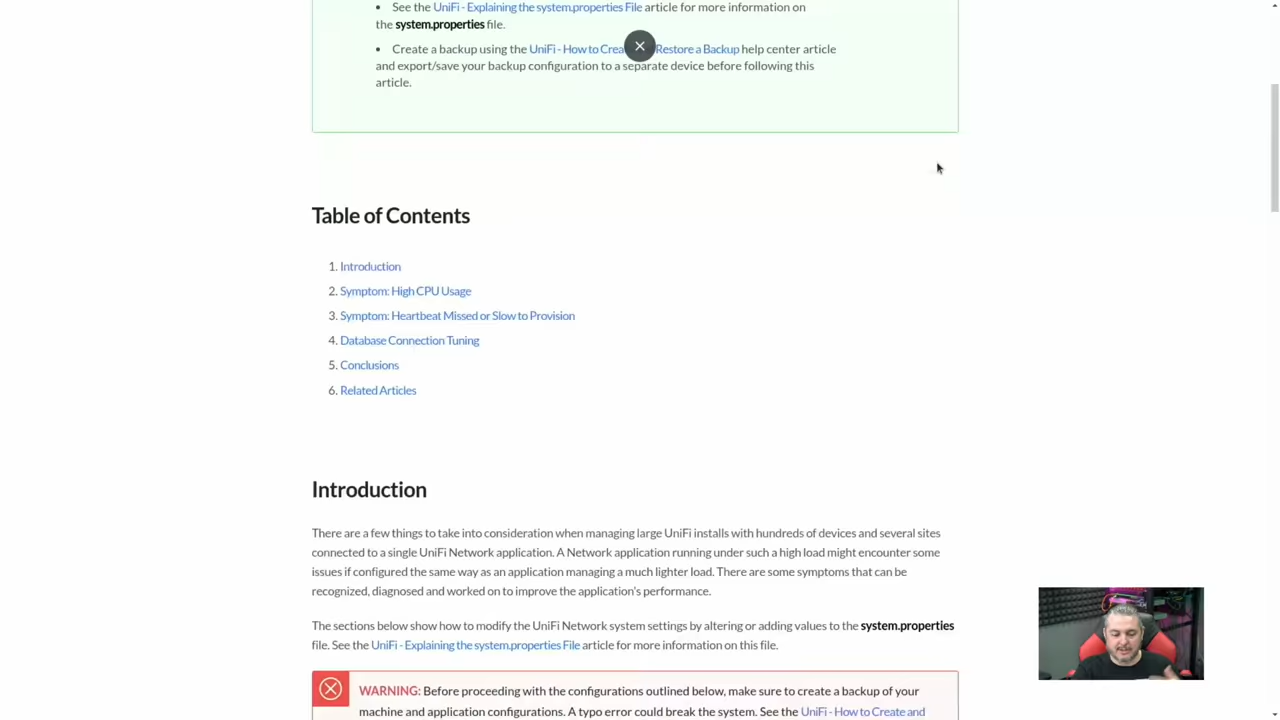 • See the UniFi - Explaining the system.properties File article for more information on
the system.properties file.
• Create a backup using the UniFi - How to Crea Restore a Backup help center article
and export/save your backup configuration to a separate device before following this
article.
Table of Contents
1. Introduction
2. Symptom: High CPU Usage
3. Symptom: Heartbeat Missed or Slow to Provision
4. Database Connection Tuning
5. Conclusions
6. Related Articles
Introduction
There are a few things to take into consideration when managing large UniFi installs with hundreds of devices and several sites
connected to a single UniFi Network application. A Network application running under such a high load might encounter some
issues if configured the same way as an application managing a much lighter load. There are some symptoms that can be
recognized, diagnosed and worked on to improve the application's performance.
The sections below show how to modify the UniFi Network system settings by altering or adding values to the system.properties
file. See the UniFi - Explaining the system.properties File article for more information on this file.
WARNING: Before proceeding with the configurations outlined below, make sure to create a backup of your
machine and application configurations. A typo error could break the system. See the UniFi - How to Create and